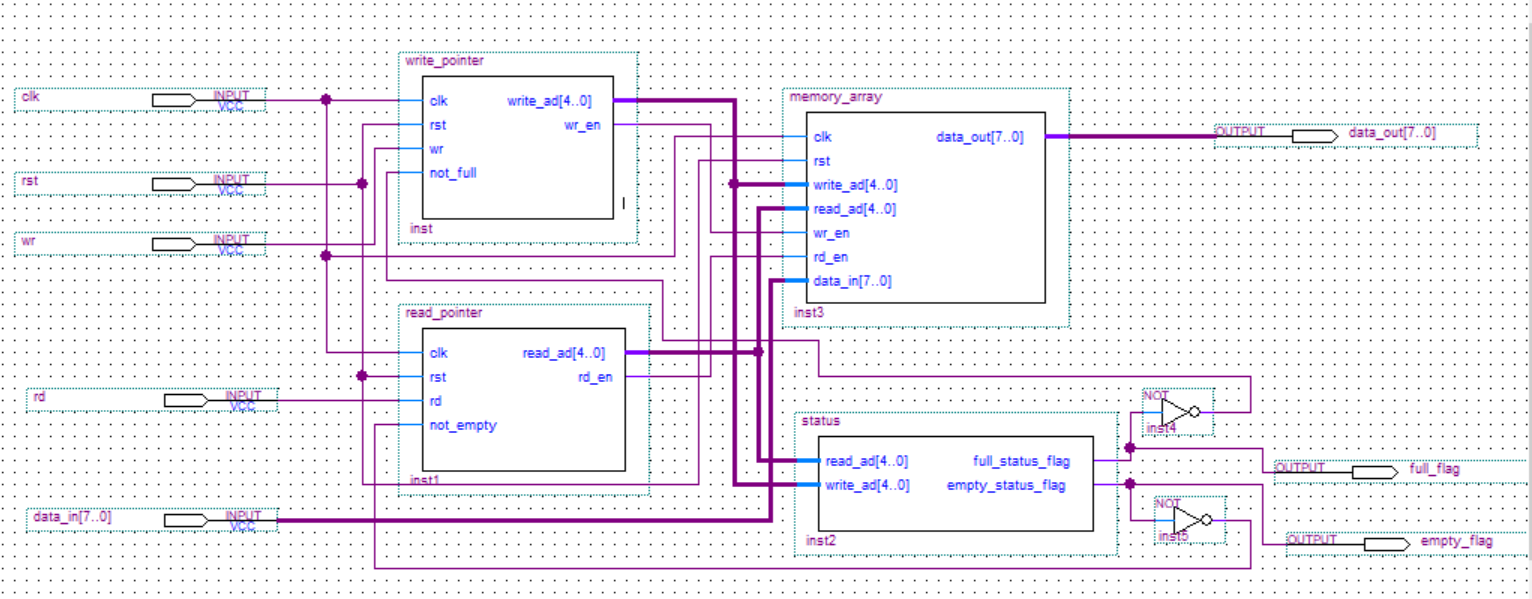 write_pointer
clk INPUT VCC
clk write_ad[4..0]
rst wr_en
wr
not_full
inst
rst INPUT VCC
wr INPUT VCC
memory_array
clk data_out[7..0]
rst
write_ad[4..0]
read_ad[4..0]
wr_en
rd_en
data_in[7..0]
inst3
OUTPUT data_out[7..0]
read_pointer
clk read_ad[4..0]
rst rd_en
rd
not_empty
inst1
rd INPUT VCC
data_in[7..0] INPUT VCC
status
read_ad[4..0] full_status_flag
write_ad[4..0] empty_status_flag
inst2
NOT
inst4
OUTPUT full_flag
NOT
inst5
OUTPUT empty_flag